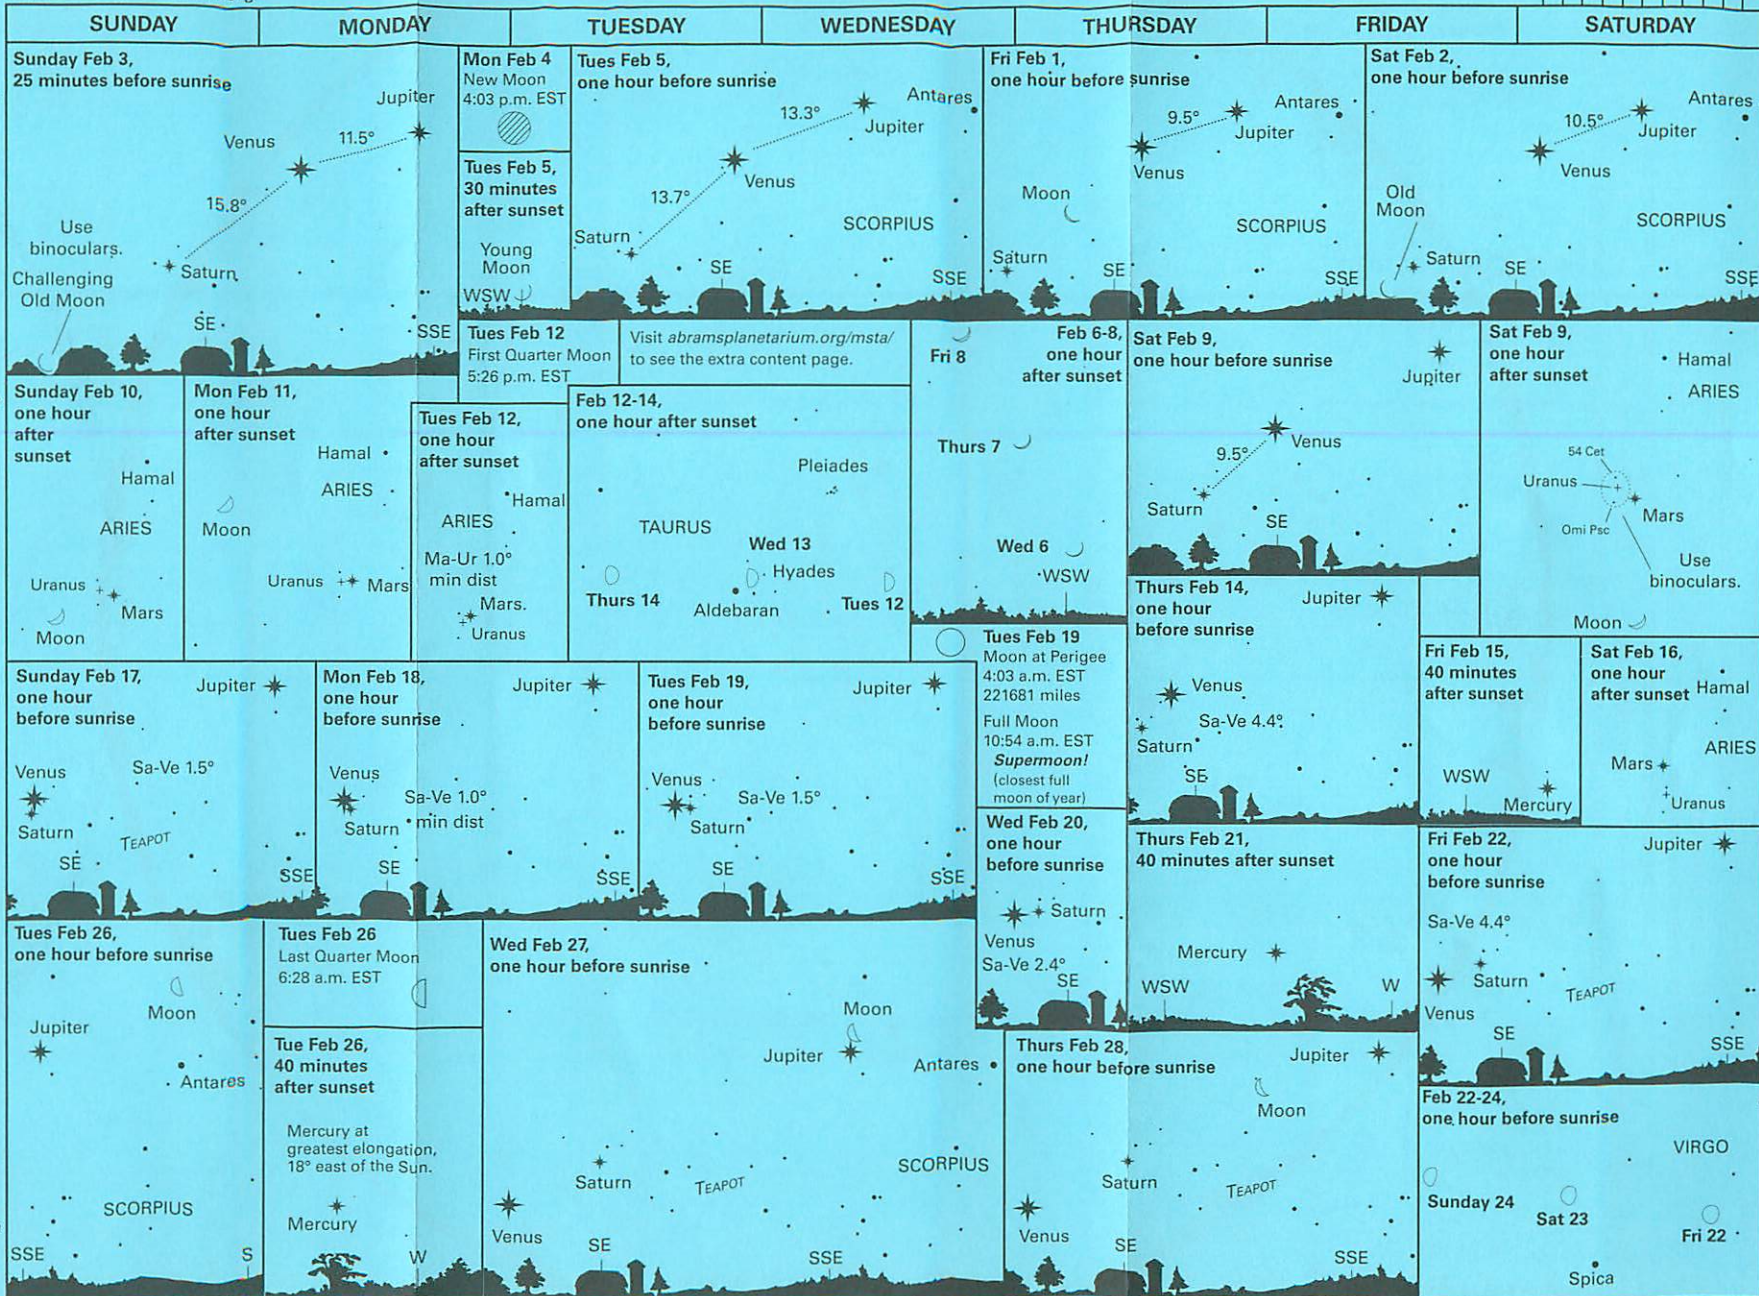 SUNDAY MONDAY TUESDAY WEDNESDAY THURSDAY FRIDAY SATURDAY
Sunday Feb 3,
25 minutes before sunrise
Jupiter
11.5°
Venus
15.8°
Use
binoculars.
Saturn
Challenging
Old Moon
SE
SSE
Mon Feb 4
New Moon
4:03 p.m. EST
Tues Feb 5,
30 minutes
after sunset
Young
Moon
WSW
Tues Feb 5,
one hour before sunrise
13.3°
Antares
Jupiter
Venus
13.7°
Saturn
SCORPIUS
SE
SSE
Fri Feb 1,
one hour before sunrise
9.5°
Antares
Jupiter
Venus
Moon
SCORPIUS
Saturn
SE
SSE
Sat Feb 2,
one hour before sunrise
10.5°
Antares
Jupiter
Venus
Old
Moon
SCORPIUS
Saturn
SE
SSE
Tues Feb 12
First Quarter Moon
5:26 p.m. EST
Visit abramsplanetarium.org/msta/
to see the extra content page.
Feb 6-8,
one hour
after sunset
Fri 8
Thurs 7
Wed 6
WSW
Sat Feb 9,
one hour before sunrise
Jupiter
Venus
9.5°
Saturn
SE
Sat Feb 9,
one hour
after sunset
Hamal
ARIES
54 Cet
Uranus
Mars
Omi Psc
Use
binoculars.
Moon
Sunday Feb 10,
one hour
after
sunset
Hamal
ARIES
Uranus
Mars
Moon
Mon Feb 11,
one hour
after sunset
Hamal
ARIES
Moon
Uranus
Mars
Tues Feb 12,
one hour
after sunset
Hamal
ARIES
Ma-Ur 1.0°
min dist
Mars
Uranus
Feb 12-14,
one hour after sunset
Pleiades
TAURUS
Wed 13
Hyades
Thurs 14
Aldebaran
Tues 12
Thurs Feb 14,
one hour
before sunrise
Jupiter
Venus
Sa-Ve 4.4°
Saturn
SE
Fri Feb 15,
40 minutes
after sunset
WSW
Mercury
Sat Feb 16,
one hour
after sunset
Hamal
ARIES
Mars
Uranus
Sunday Feb 17,
one hour
before sunrise
Jupiter
Venus
Sa-Ve 1.5°
Saturn
TEAPOT
SE
SSE
Mon Feb 18,
one hour
before sunrise
Jupiter
Venus
Sa-Ve 1.0°
min dist
Saturn
SE
SSE
Tues Feb 19,
one hour
before sunrise
Jupiter
Venus
Sa-Ve 1.5°
Saturn
SE
SSE
Tues Feb 19
Moon at Perigee
4:03 a.m. EST
221681 miles
Full Moon
10:54 a.m. EST
Supermoon!
(closest full
moon of year)
Wed Feb 20,
one hour
before sunrise
Saturn
Venus
Sa-Ve 2.4°
SE
Thurs Feb 21,
40 minutes after sunset
Mercury
WSW
W
Fri Feb 22,
one hour
before sunrise
Jupiter
Sa-Ve 4.4°
Saturn
TEAPOT
Venus
SE
SSE
Tues Feb 26,
one hour before sunrise
Moon
Jupiter
Antares
SCORPIUS
SSE
S
Tues Feb 26
Last Quarter Moon
6:28 a.m. EST
Tue Feb 26,
40 minutes
after sunset
Mercury at
greatest elongation,
18° east of the Sun.
Mercury
W
Wed Feb 27,
one hour before sunrise
Moon
Jupiter
Antares
SCORPIUS
Saturn
TEAPOT
Venus
SE
SSE
Thurs Feb 28,
one hour before sunrise
Jupiter
Moon
Saturn
TEAPOT
Venus
SE
SSE
Feb 22-24,
one hour before sunrise
VIRGO
Sunday 24
Sat 23
Fri 22
Spica